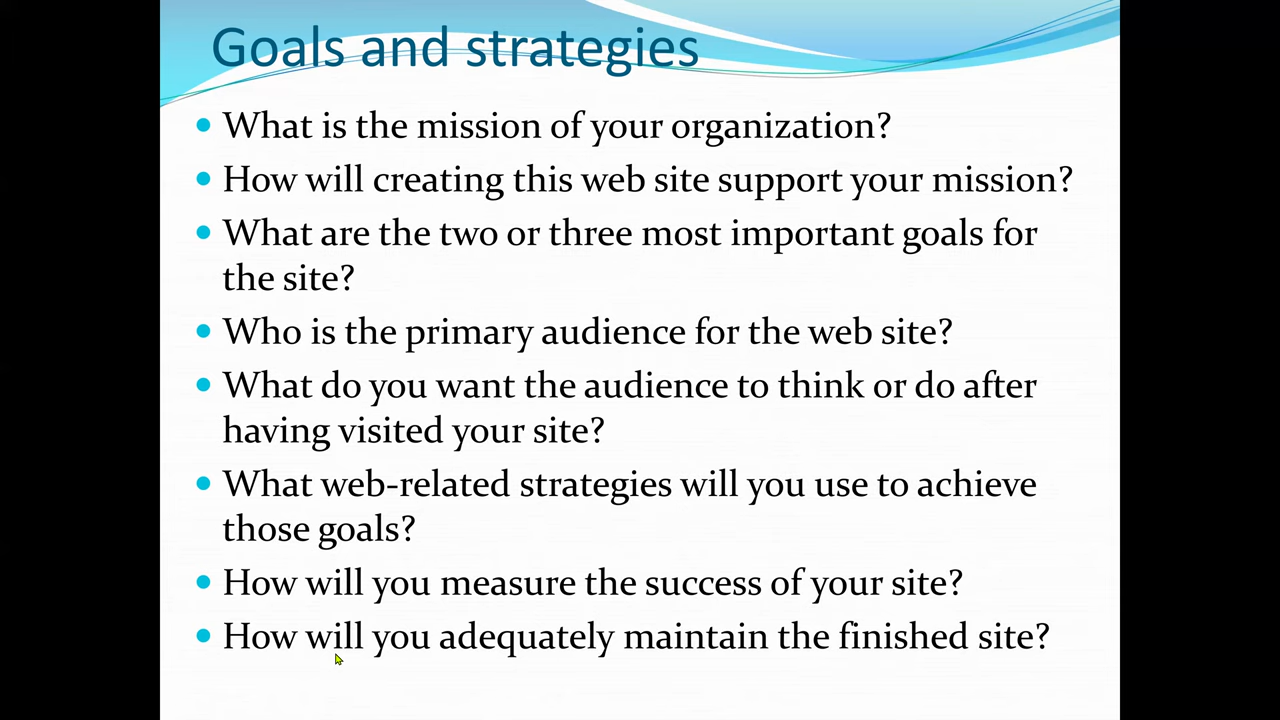 Goals and strategies
• What is the mission of your organization?
• How will creating this web site support your mission?
• What are the two or three most important goals for
the site?
• Who is the primary audience for the web site?
• What do you want the audience to think or do after
having visited your site?
• What web-related strategies will you use to achieve
those goals?
• How will you measure the success of your site?
• How will you adequately maintain the finished site?